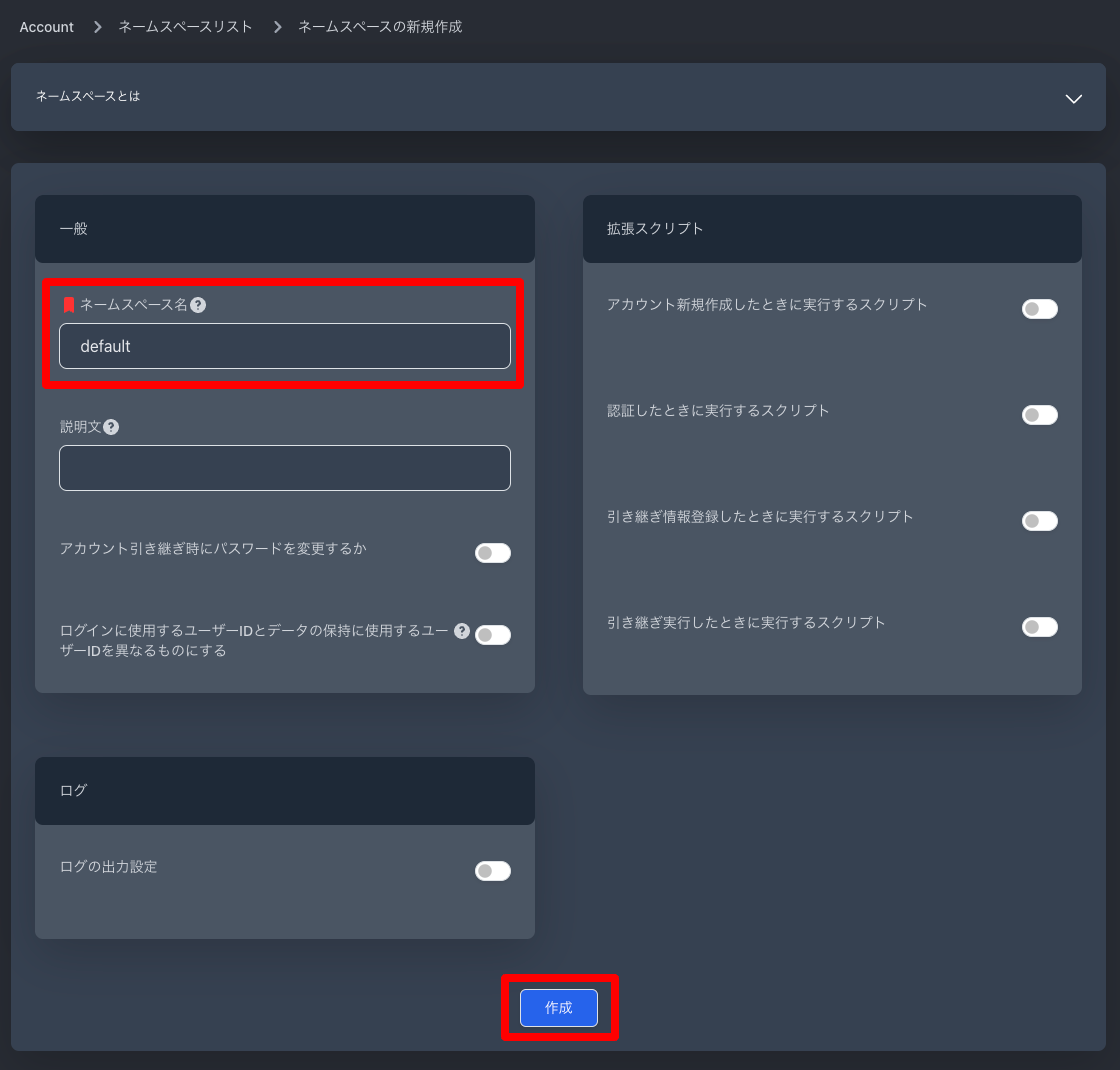 Account > ネームスペースリスト > ネームスペースの新規作成
ネームスペースとは
一般
ネームスペース名 ?
default
説明文 ?
アカウント引き継ぎ時にパスワードを変更するか
ログインに使用するユーザーIDとデータの保持に使用するユー ?
ザーIDを異なるものにする
拡張スクリプト
アカウント新規作成したときに実行するスクリプト
認証したときに実行するスクリプト
引き継ぎ情報登録したときに実行するスクリプト
引き継ぎ実行したときに実行するスクリプト
ログ
ログの出力設定
作成